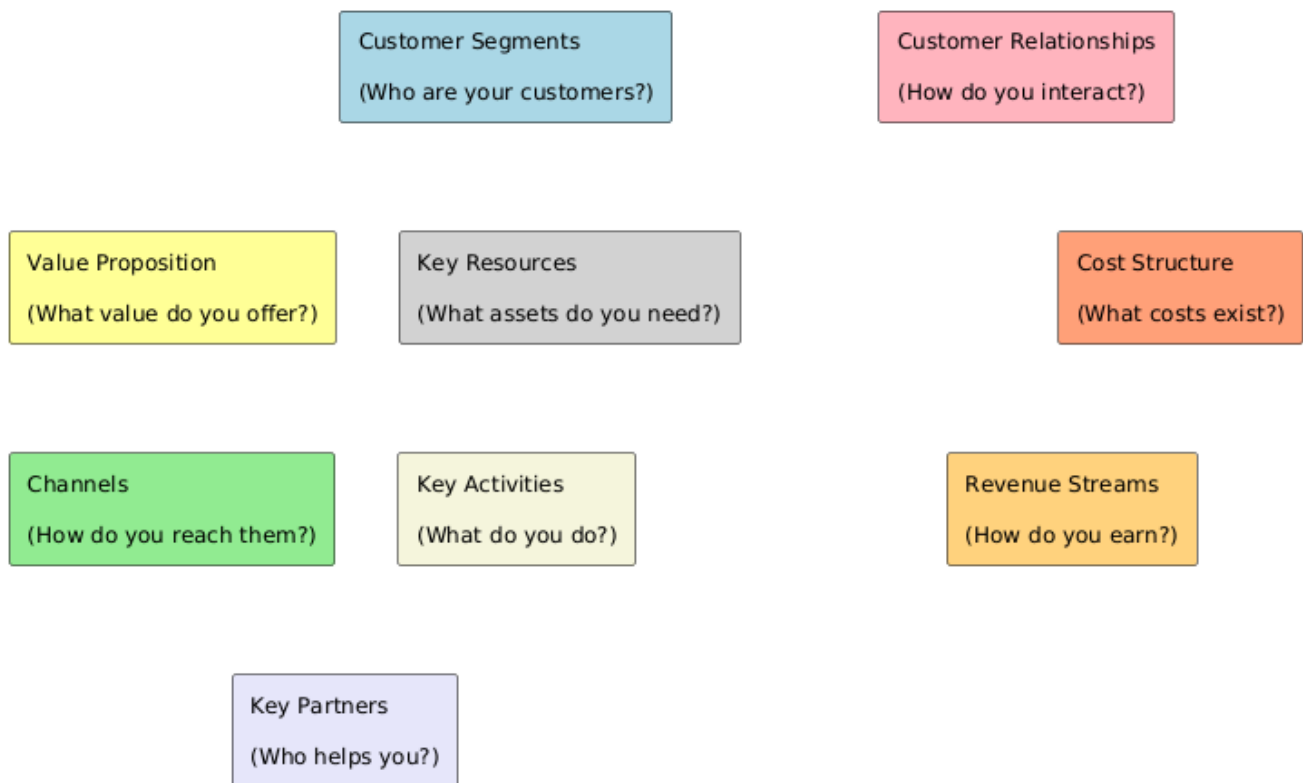 Customer Segments
(Who are your customers?)
Customer Relationships
(How do you interact?)
Value Proposition
(What value do you offer?)
Key Resources
(What assets do you need?)
Cost Structure
(What costs exist?)
Channels
(How do you reach them?)
Key Activities
(What do you do?)
Revenue Streams
(How do you earn?)
Key Partners
(Who helps you?)